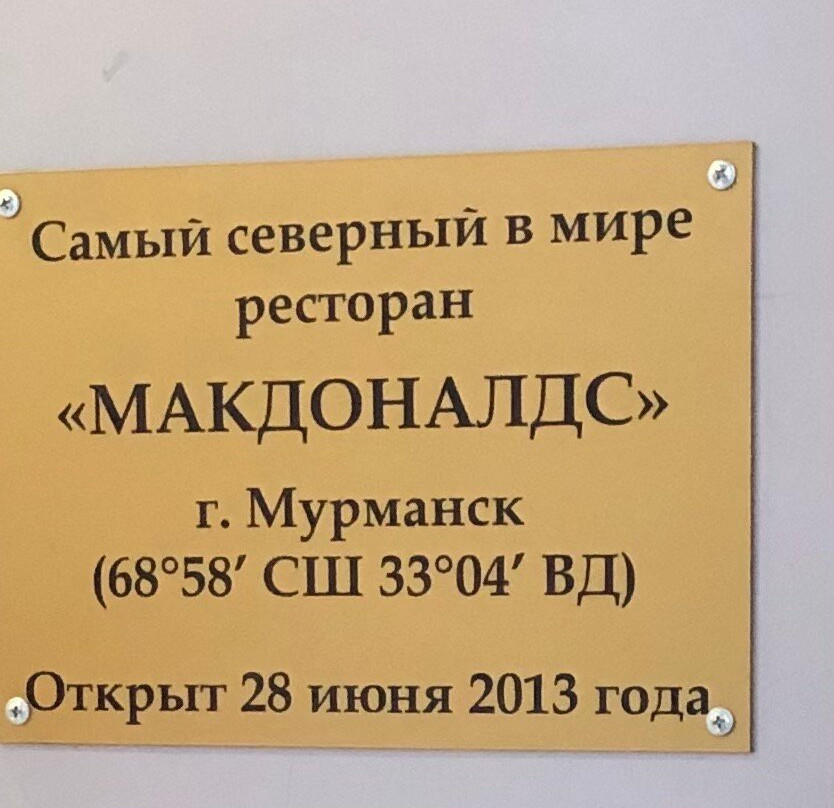 Самый северный в мире
ресторан
«МАКДОНАЛДС»
г. Мурманск
(68°58′ СШ 33°04′ ВД)
Открыт 28 июня 2013 года